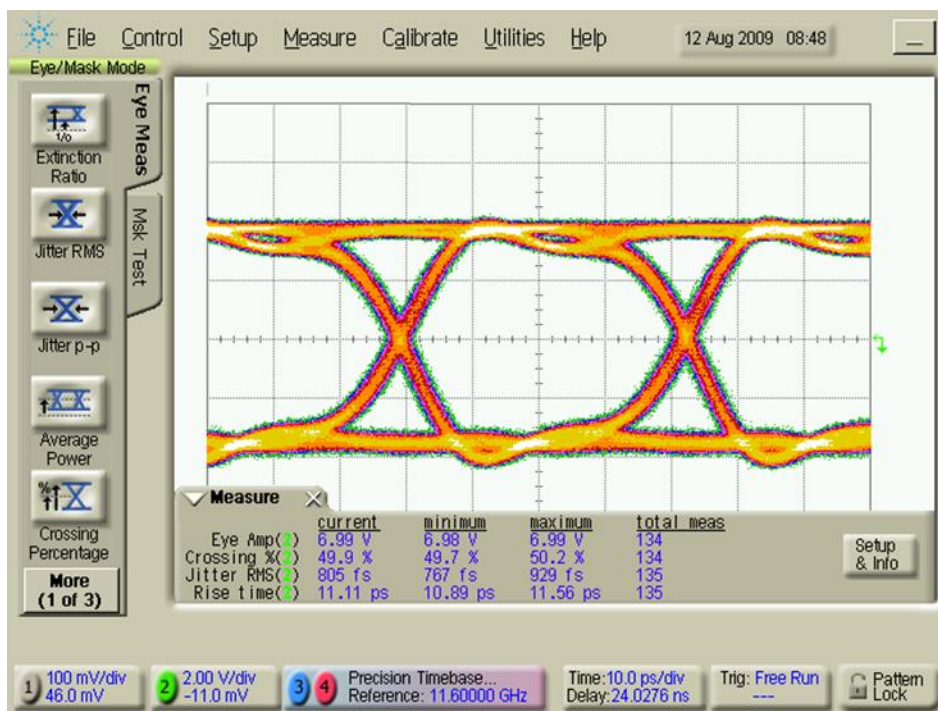 File Control Setup Measure Calibrate Utilities Help 12 Aug 2009 08:48
Eye/Mask Mode
Eye Meas
Msk Test
1/0
Extinction
Ratio
Jitter RMS
Jitter p-p
Average
Power
%
Crossing
Percentage
More
(1 of 3)
Measure
current minimum maximum total meas
Eye Amp(2) 6.99 V 6.98 V 6.99 V 134
Crossing %(2) 49.9 % 49.7 % 50.2 % 134
Jitter RMS(2) 805 fs 767 fs 929 fs 135
Rise time(2) 11.11 ps 10.89 ps 11.56 ps 135
Setup
& Info
1 100 mV/div
46.0 mV
2 2.00 V/div
-11.0 mV
3 4 Precision Timebase...
Reference: 11.60000 GHz
Time:10.0 ps/div
Delay:24.0276 ns
Trig: Free Run
---
Pattern
Lock